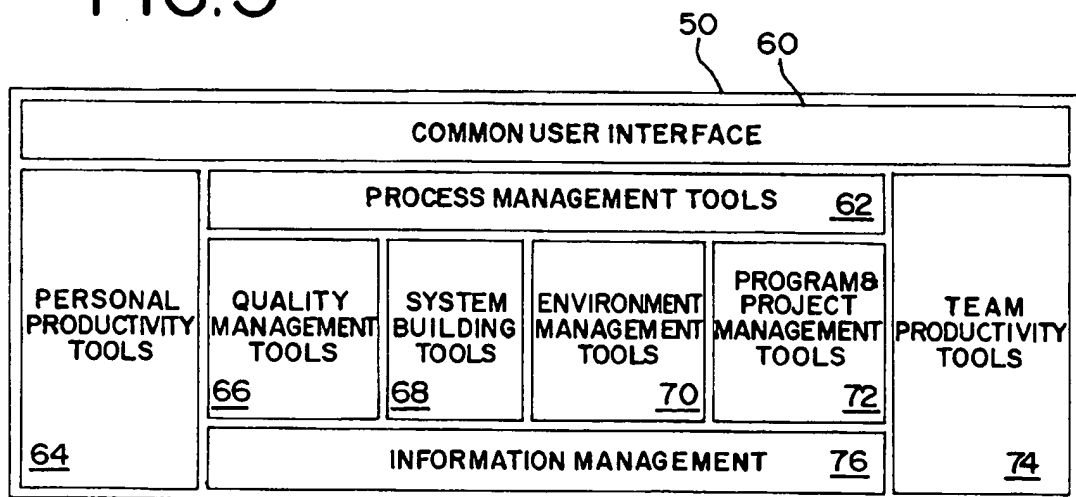 FIG.
50
60
COMMON USER INTERFACE
PROCESS MANAGEMENT TOOLS 62
PERSONAL
PRODUCTIVITY
TOOLS
64
QUALITY
MANAGEMENT
TOOLS
66
SYSTEM
BUILDING
TOOLS
68
ENVIRONMENT
MANAGEMENT
TOOLS
70
PROGRAM&
PROJECT
MANAGEMENT
TOOLS
72
TEAM
PRODUCTIVITY
TOOLS
74
INFORMATION MANAGEMENT 76